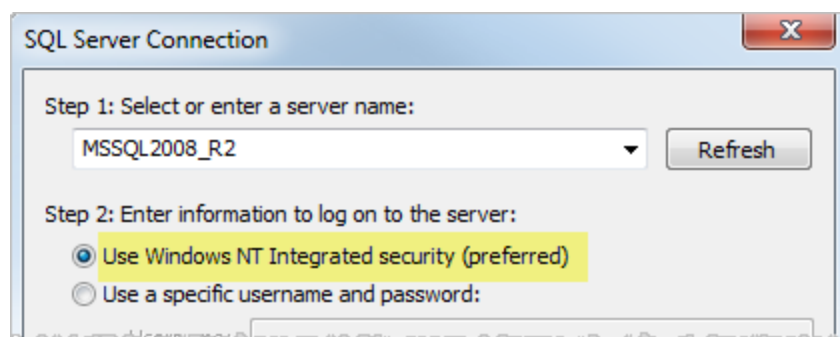 SQL Server Connection
Step 1: Select or enter a server name:
MSSQL2008_R2
Refresh
Step 2: Enter information to log on to the server:
Use Windows NT Integrated security (preferred)
Use a specific username and password: